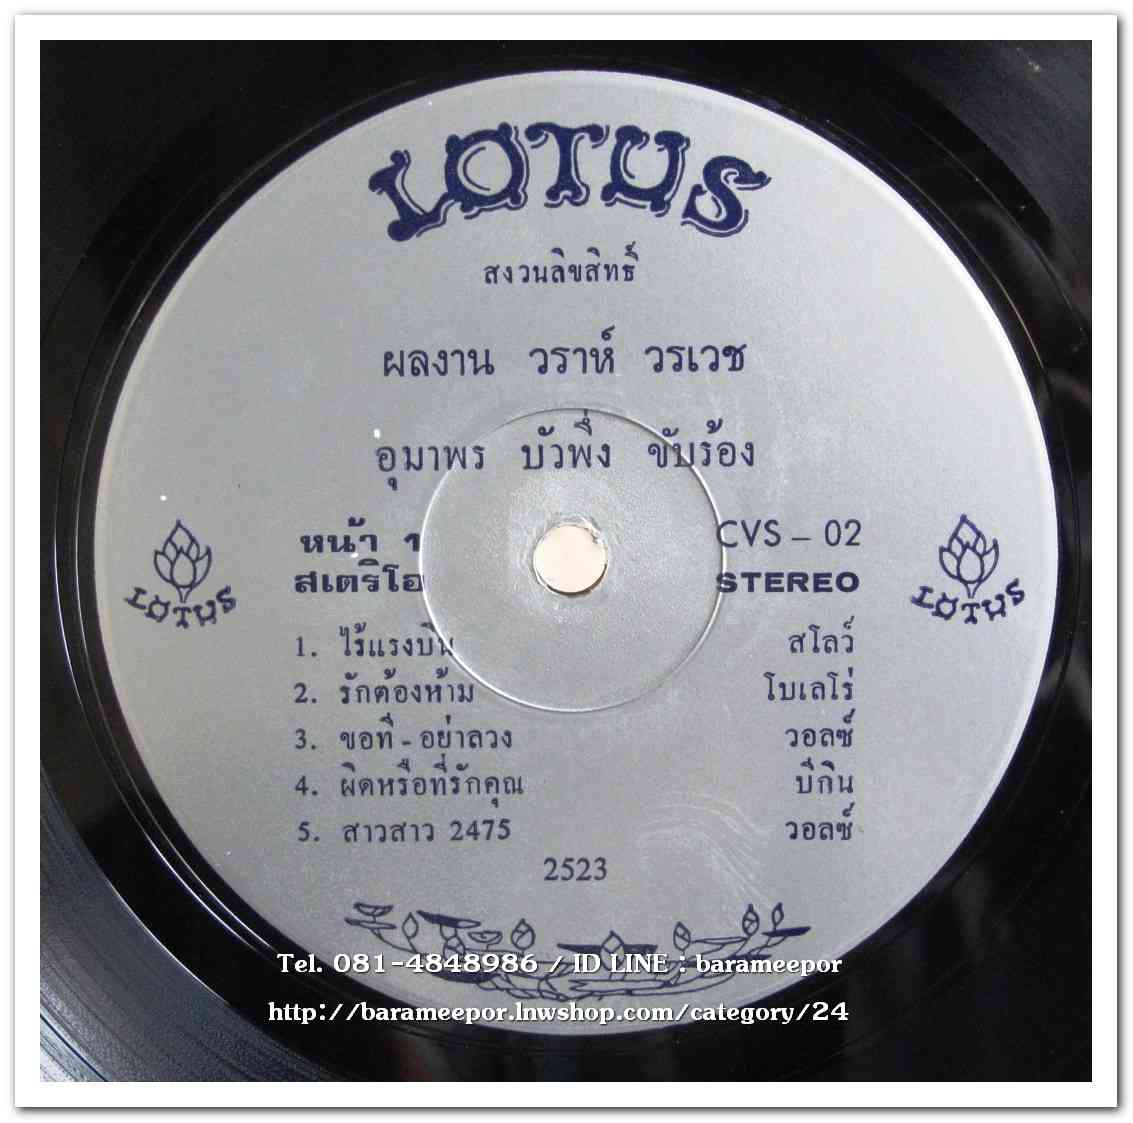 LOTUS
สงวนลิขสิทธิ์
ผลงาน วราห์ วรเวช
อุมาพร บัวพึ่ง ขับร้อง
หน้า 1 CVS – 02
สเตริโอ STEREO
LOTUS LOTUS
1. ไร้แรงบิน สโลว์
2. รักต้องห้าม โบเลโร่
3. ขอที - อย่าลวง วอลซ์
4. ผิดหรือที่รักคุณ บีกิน
5. สาวสาว 2475 วอลซ์
2523
Tel. 081-4848986 / ID LINE : barameepor
http://barameepor.lnwshop.com/category/24